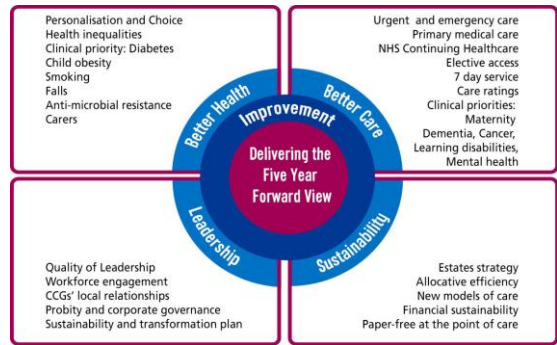 Personalisation and Choice
Health inequalities
Clinical priority: Diabetes
Child obesity
Smoking
Falls
Anti-microbial resistance
Carers
Urgent and emergency care
Primary medical care
NHS Continuing Healthcare
Elective access
7 day service
Care ratings
Clinical priorities:
Maternity
Dementia, Cancer,
Learning disabilities,
Mental health
Better Health
Better Care
Improvement
Delivering the
Five Year
Forward View
Leadership
Sustainability
Quality of Leadership
Workforce engagement
CCGs' local relationships
Probity and corporate governance
Sustainability and transformation plan
Estates strategy
Allocative efficiency
New models of care
Financial sustainability
Paper-free at the point of care